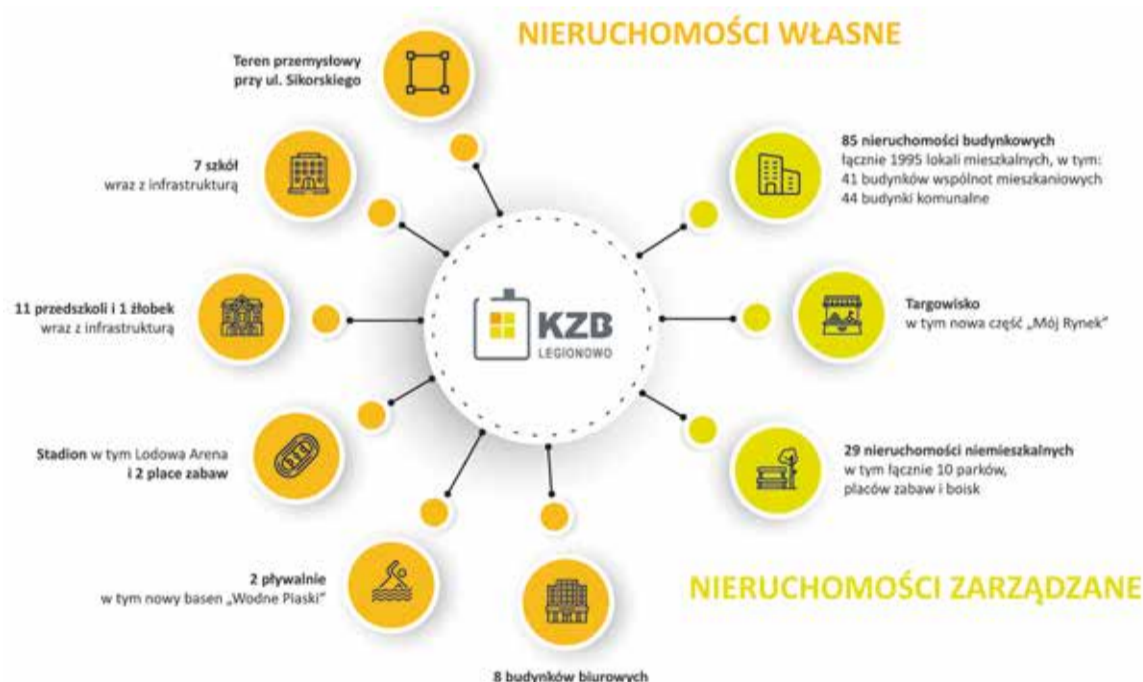 NIERUCHOMOŚCI WŁASNE
Teren przemysłowy
przy ul. Sikorskiego
7 szkół
wraz z infrastrukturą
11 przedszkoli i 1 żłobek
wraz z infrastrukturą
Stadion w tym Lodowa Arena
i 2 place zabaw
2 pływalnie
w tym nowy basen „Wodne Piaski”
8 budynków biurowych
KZB
LEGIONOWO
85 nieruchomości budynkowych
łącznie 1995 lokali mieszkalnych, w tym:
41 budynków wspólnot mieszkaniowych
44 budynki komunalne
Targowisko
w tym nowa część „Mój Rynek”
29 nieruchomości niemieszkalnych
w tym łącznie 10 parków,
placów zabaw i boisk
NIERUCHOMOŚCI ZARZĄDZANE